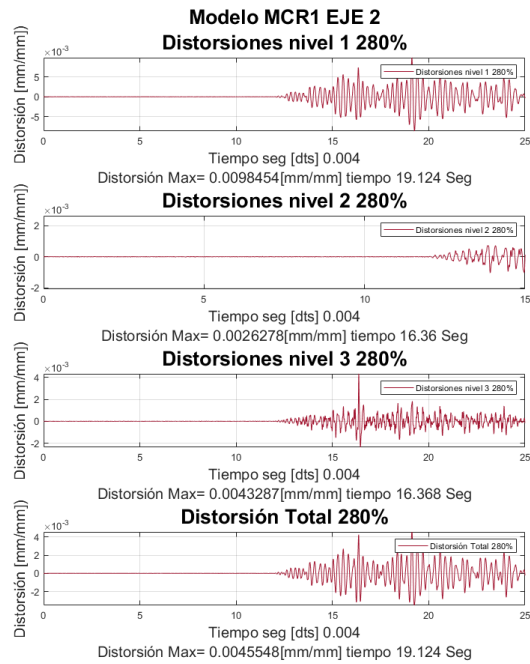 Modelo MCR1 EJE 2
Distorsiones nivel 1 280%
×10⁻³
Distorsión [mm/mm])
5
0
-5
Distorsiones nivel 1 280%
0 5 10 15 20 25
Tiempo seg [dts] 0.004
Distorsión Max= 0.0098454[mm/mm] tiempo 19.124 Seg
Distorsiones nivel 2 280%
×10⁻³
Distorsión [mm/mm])
2
0
-2
Distorsiones nivel 2 280%
0 5 10 15
Tiempo seg [dts] 0.004
Distorsión Max= 0.0026278[mm/mm] tiempo 16.36 Seg
Distorsiones nivel 3 280%
×10⁻³
Distorsión [mm/mm])
4
2
0
-2
Distorsiones nivel 3 280%
0 5 10 15 20 25
Tiempo seg [dts] 0.004
Distorsión Max= 0.0043287[mm/mm] tiempo 16.368 Seg
Distorsión Total 280%
×10⁻³
Distorsión [mm/mm])
4
2
0
-2
Distorsión Total 280%
0 5 10 15 20 25
Tiempo seg [dts] 0.004
Distorsión Max= 0.0045548[mm/mm] tiempo 19.124 Seg